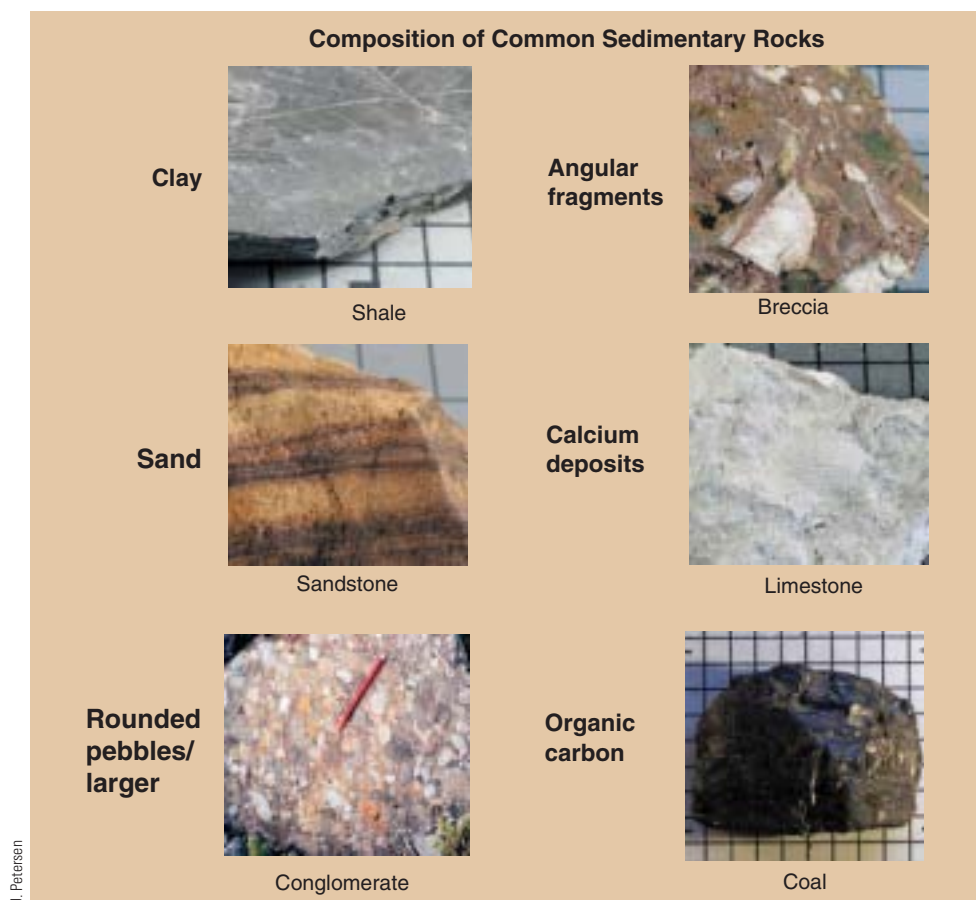 Composition of Common Sedimentary Rocks
Clay
Shale
Angular
fragments
Breccia
Sand
Sandstone
Calcium
deposits
Limestone
Rounded
pebbles/
larger
Conglomerate
Organic
carbon
Coal
I. Petersen